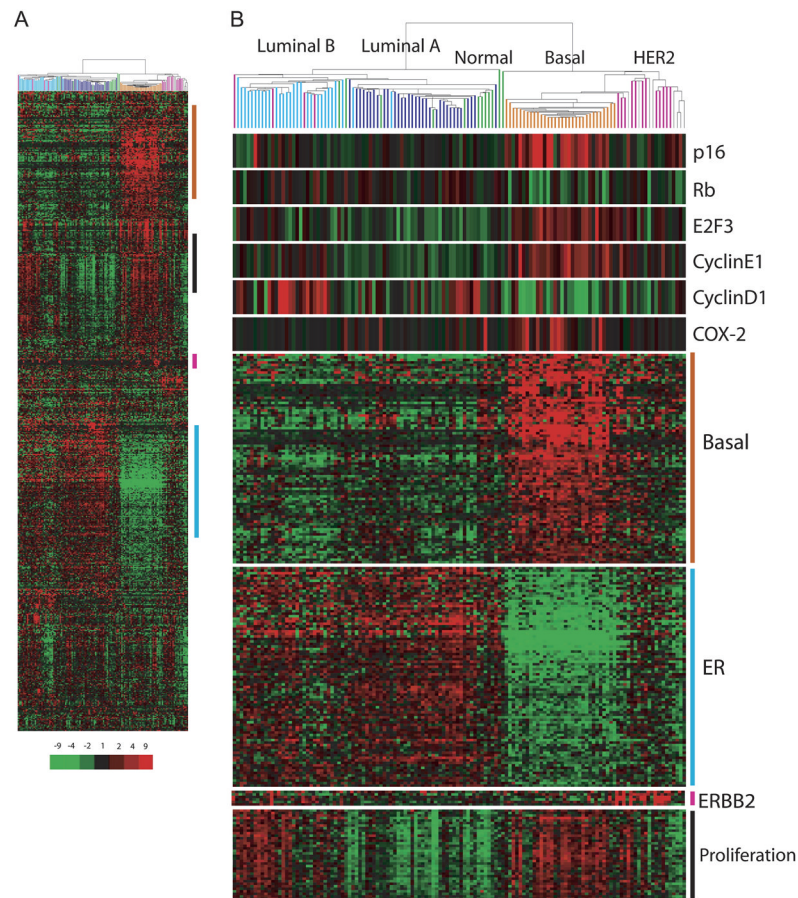 A
B
Luminal B
Luminal A
Normal
Basal
HER2
p16
Rb
E2F3
CyclinE1
CyclinD1
COX-2
Basal
ER
ERBB2
Proliferation
-9 -4 -2 1 2 4 9